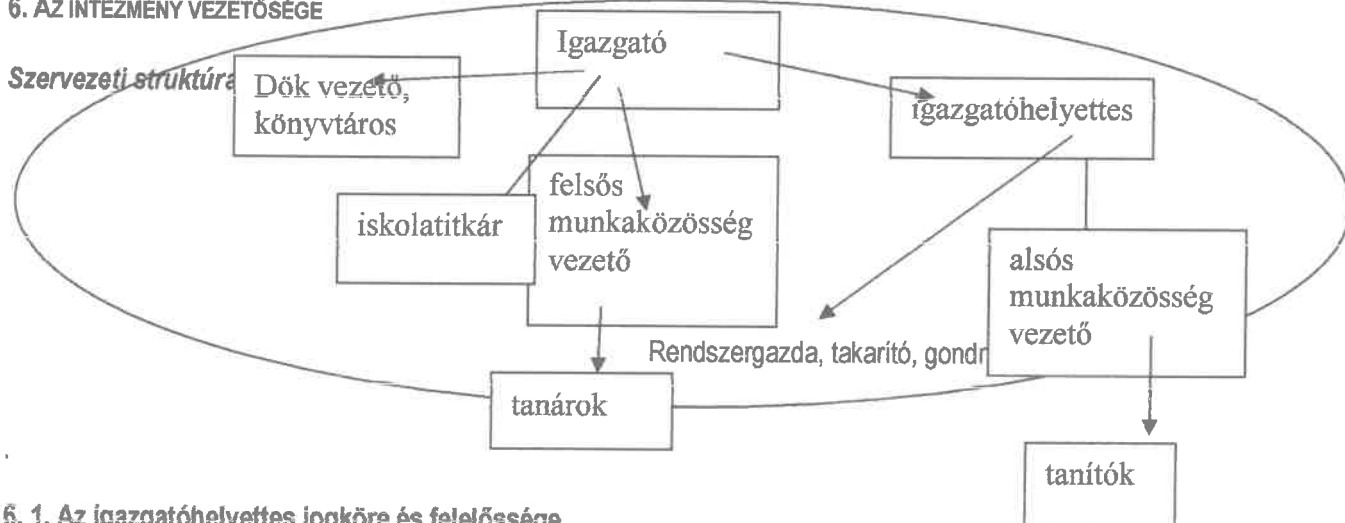 6. AZ INTÉZMÉNY VEZETŐSÉGE
Szervezeti struktúra
Igazgató
Dök vezető,
könyvtáros
igazgatóhelyettes
iskolatitkár
felsős
munkaközösség
vezető
alsós
munkaközösség
vezető
Rendszergazda, takarító,
tanárok
tanítók
6. 1. Az igazgatóhelyettes jogköre és felelőssége